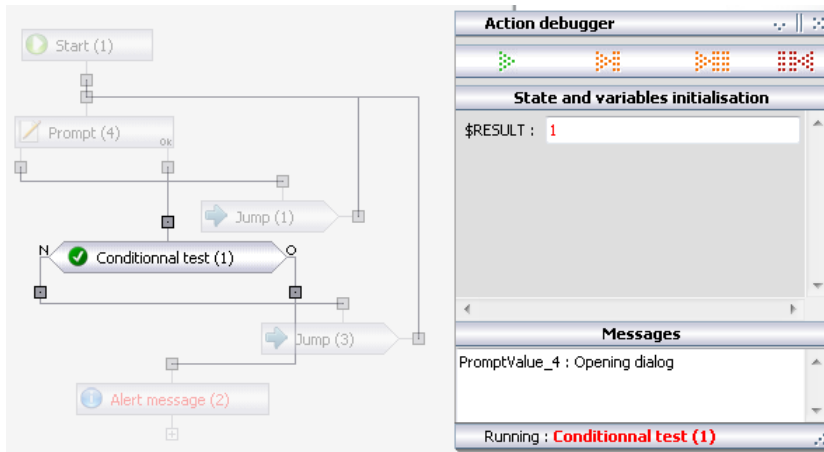 Start (1)
Prompt (4)
Ok
Jump (1)
N
Conditionnal test (1)
O
Jump (3)
Alert message (2)
Action debugger
State and variables initialisation
$RESULT : 1
Messages
PromptValue_4 : Opening dialog
Running : Conditionnal test (1)